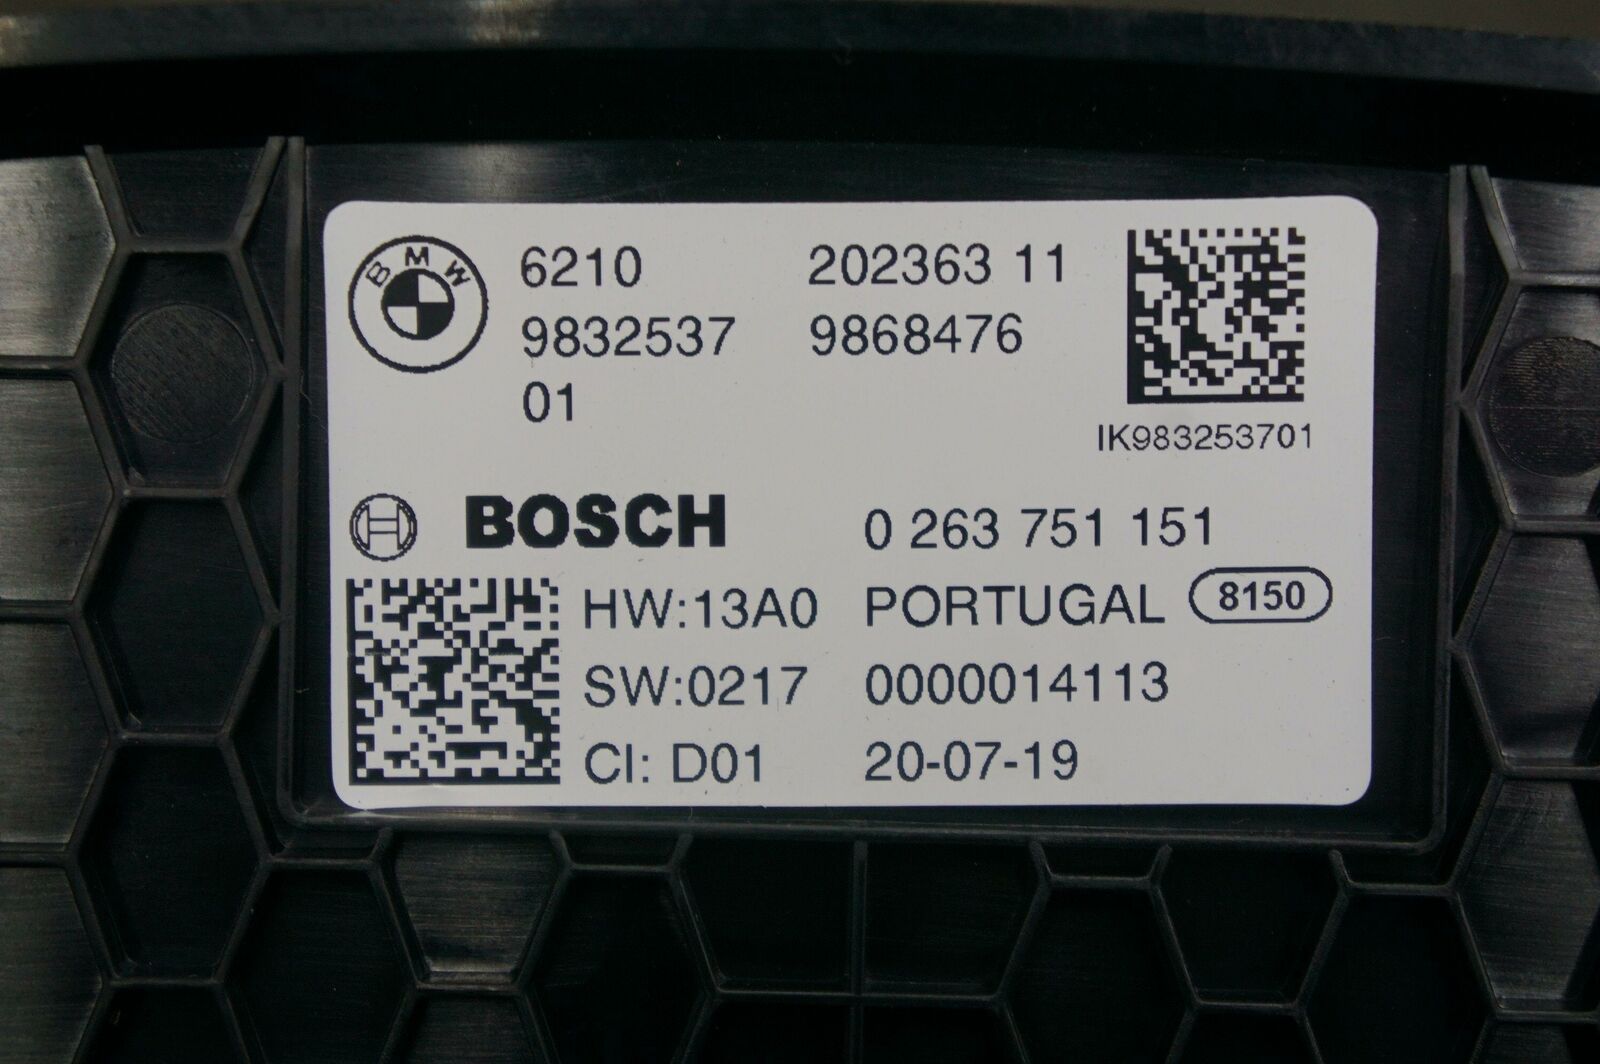 BMW
6210 202363 11
9832537 9868476
01
IK983253701
BOSCH 0 263 751 151
HW:13A0 PORTUGAL 8150
SW:0217 0000014113
CI: D01 20-07-19